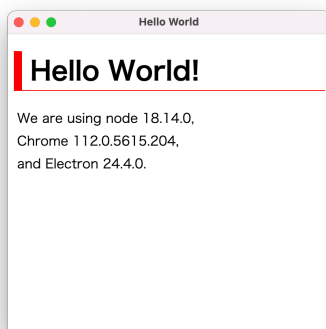 Hello World
Hello World!
We are using node 18.14.0,
Chrome 112.0.5615.204,
and Electron 24.4.0.